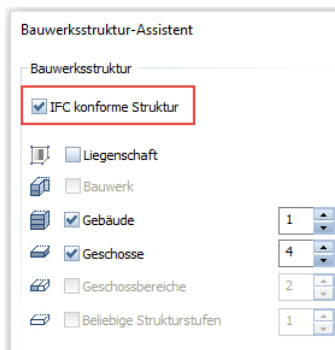 Bauwerksstruktur-Assistent
Bauwerksstruktur
IFC konforme Struktur
Liegenschaft
Bauwerk
Gebäude 1
Geschosse 4
Geschossbereiche 2
Beliebige Strukturstufen 1